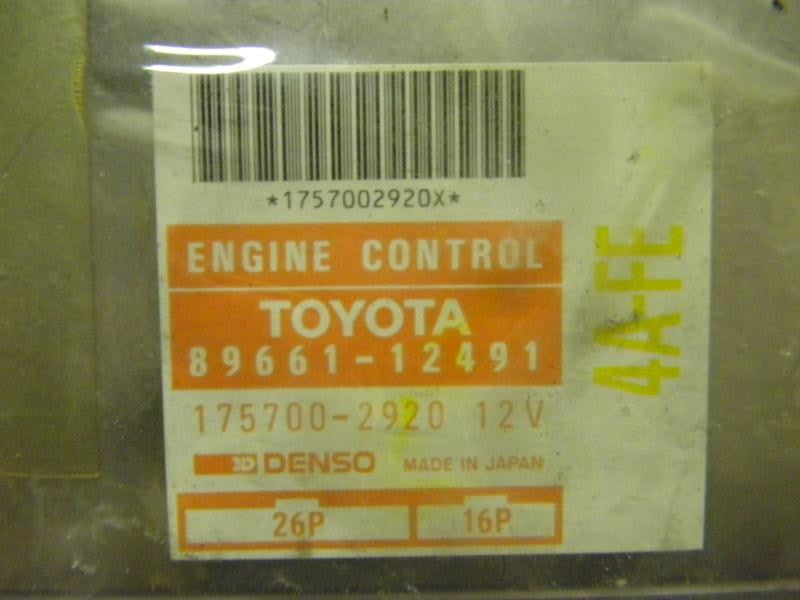 *1757002920X*
ENGINE CONTROL
TOYOTA
89661-12491
175700-2920 12V
DENSO MADE IN JAPAN
26P 16P
4A-FE